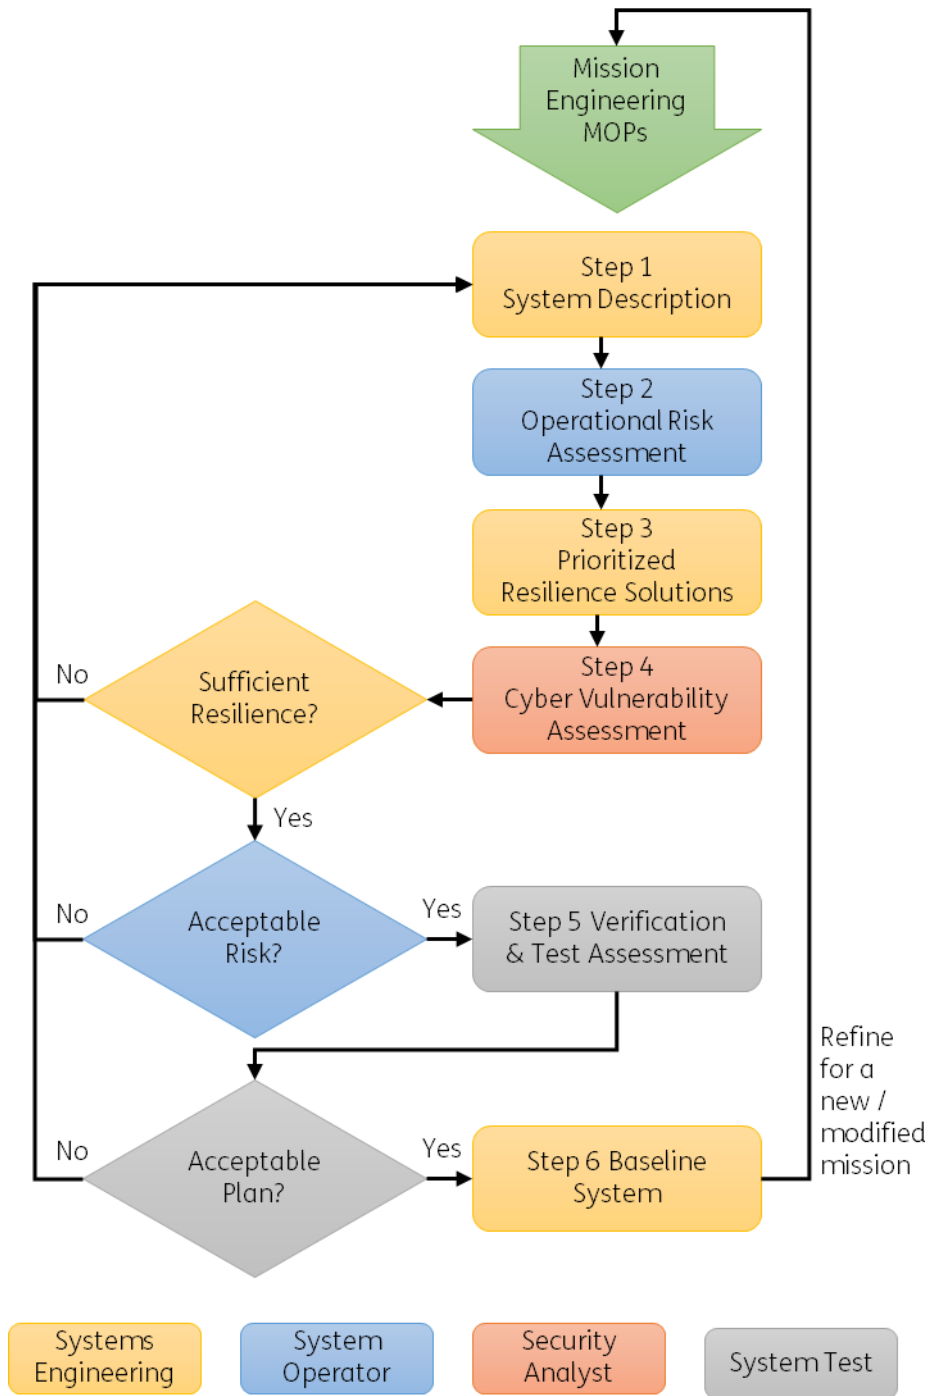 Mission
Engineering
MOPs
Step 1
System Description
Step 2
Operational Risk
Assessment
Step 3
Prioritized
Resilience Solutions
Step 4
Cyber Vulnerability
Assessment
Sufficient
Resilience?
No
Yes
Acceptable
Risk?
No
Yes
Step 5 Verification
& Test Assessment
Acceptable
Plan?
No
Yes
Step 6 Baseline
System
Refine
for a
new /
modified
mission
Systems
Engineering
System
Operator
Security
Analyst
System Test